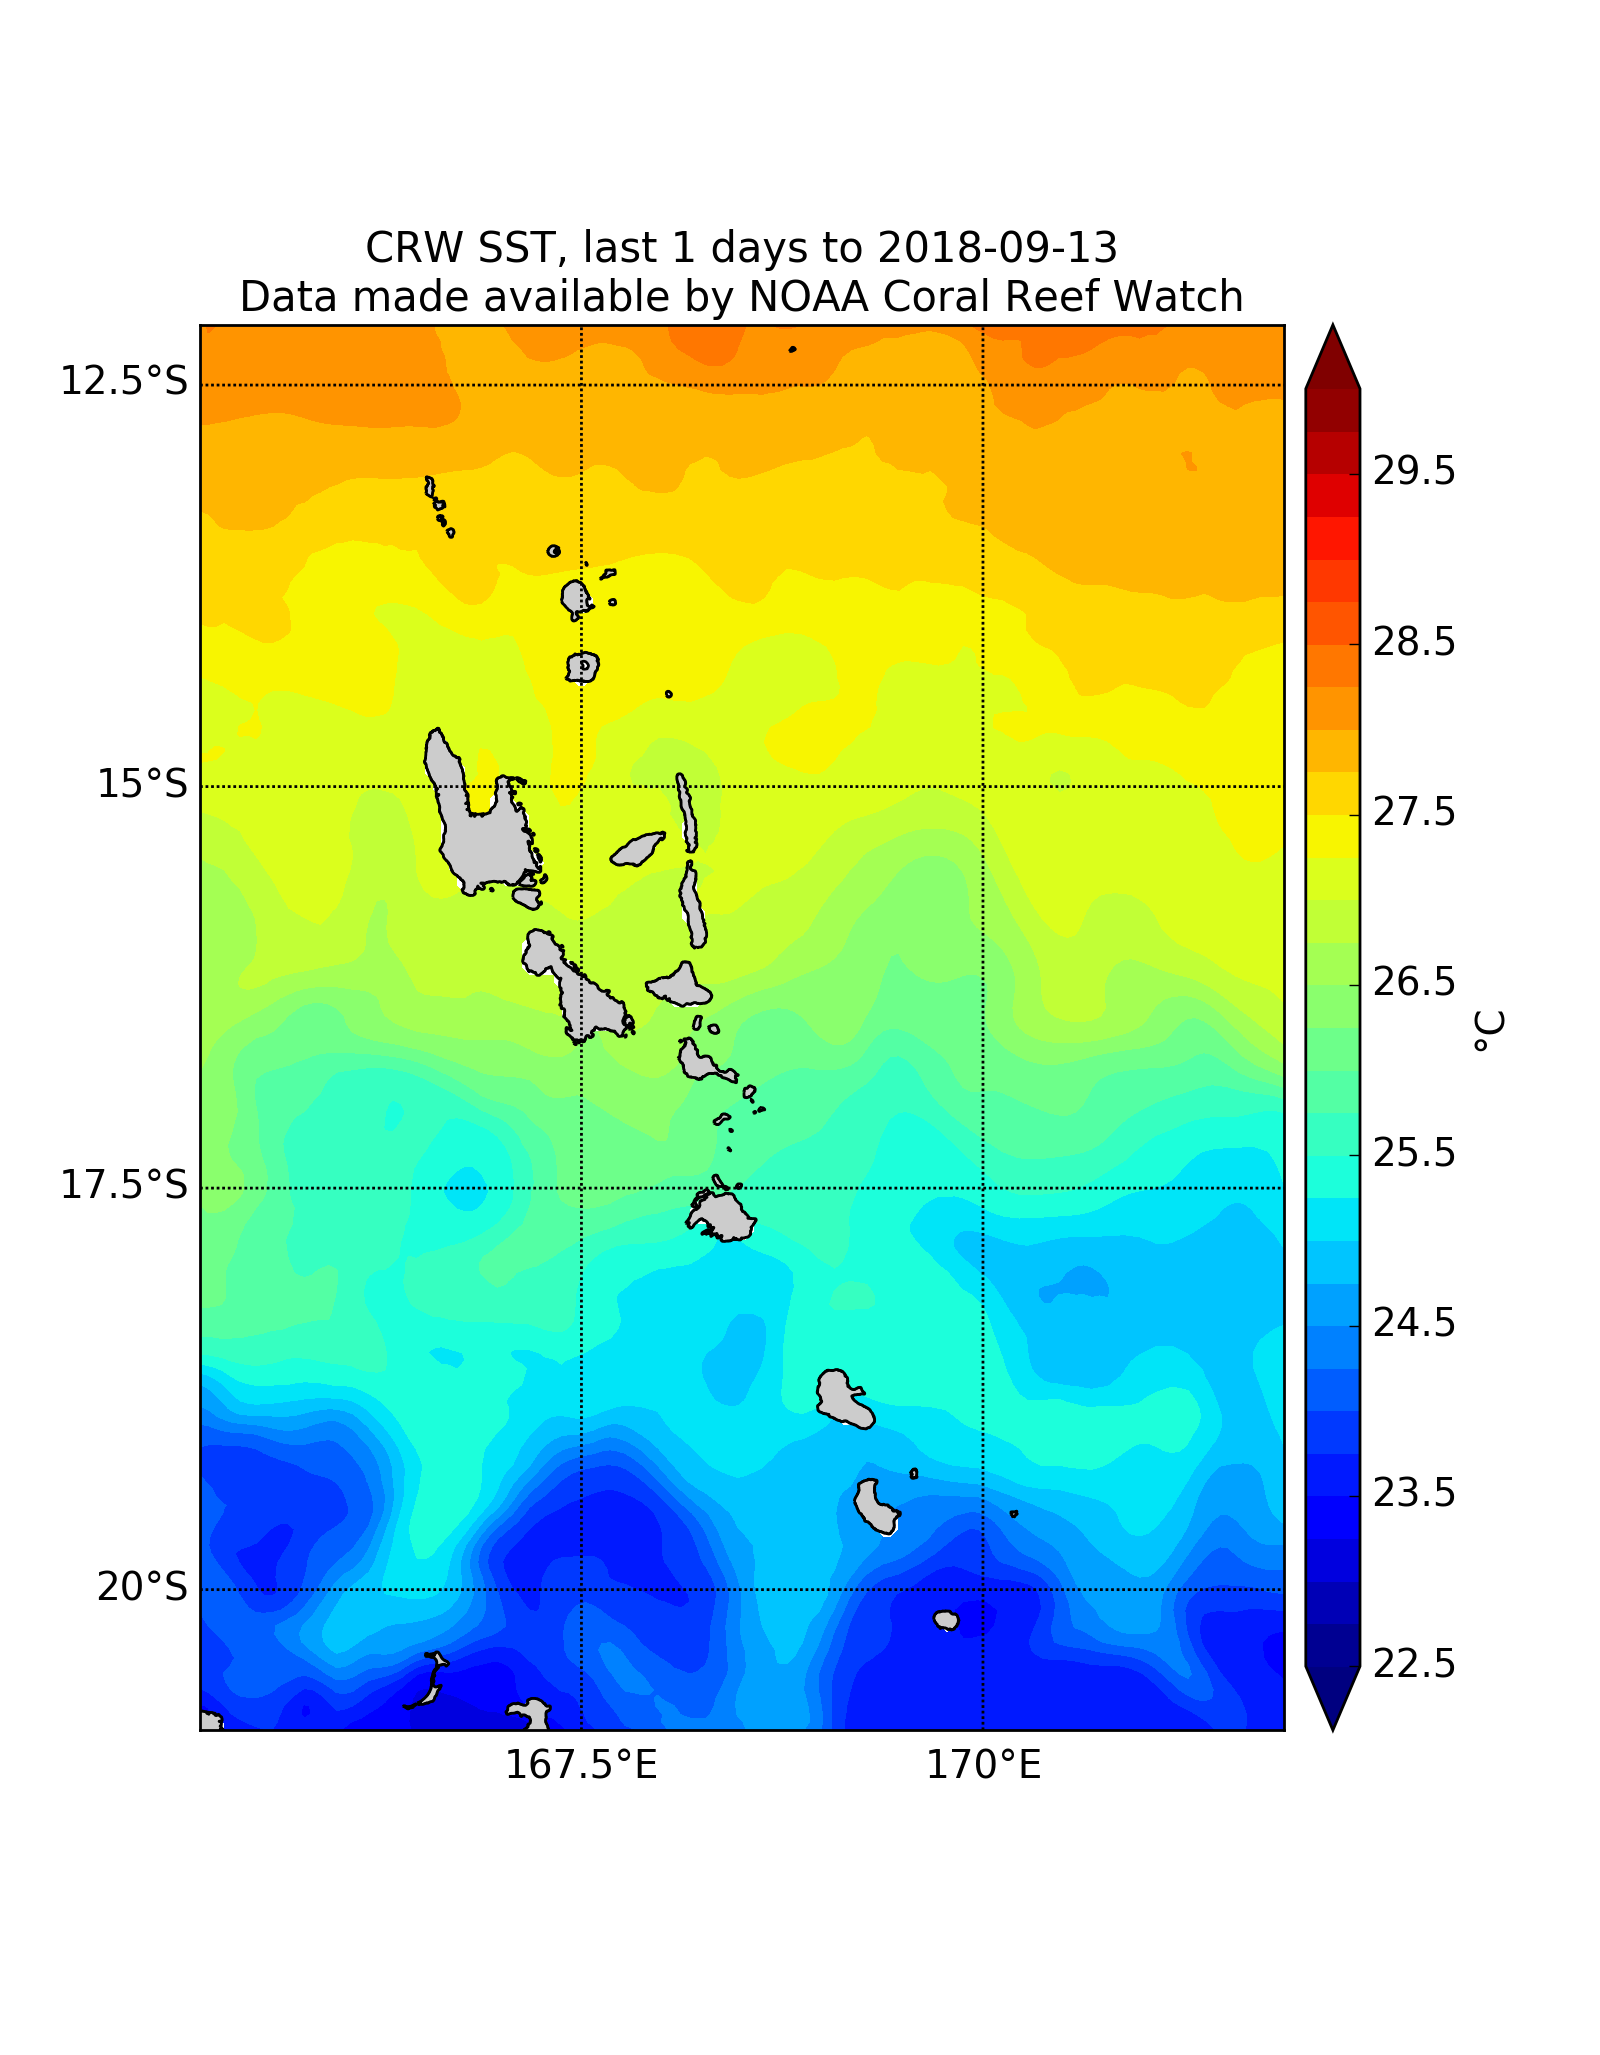 CRW SST, last 1 days to 2018-09-13
Data made available by NOAA Coral Reef Watch
12.5°S
15°S
17.5°S
20°S
167.5°E
170°E
29.5
28.5
27.5
26.5
25.5
24.5
23.5
22.5
°C